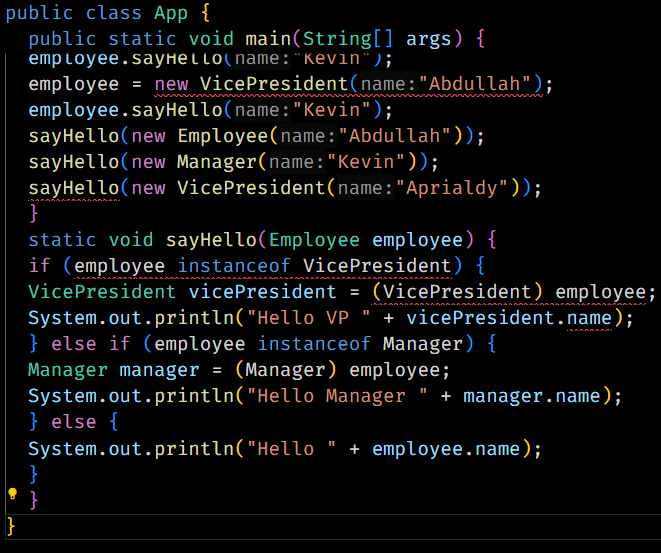 public class App {
public static void main(String[] args) {
employee.sayHello(name:"Kevin");
employee = new VicePresident(name:"Abdullah");
employee.sayHello(name:"Kevin");
sayHello(new Employee(name:"Abdullah"));
sayHello(new Manager(name:"Kevin"));
sayHello(new VicePresident(name:"Aprialdy"));
}
static void sayHello(Employee employee) {
if (employee instanceof VicePresident) {
VicePresident vicePresident = (VicePresident) employee;
System.out.println("Hello VP " + vicePresident.name);
} else if (employee instanceof Manager) {
Manager manager = (Manager) employee;
System.out.println("Hello Manager " + manager.name);
} else {
System.out.println("Hello " + employee.name);
}
}
}